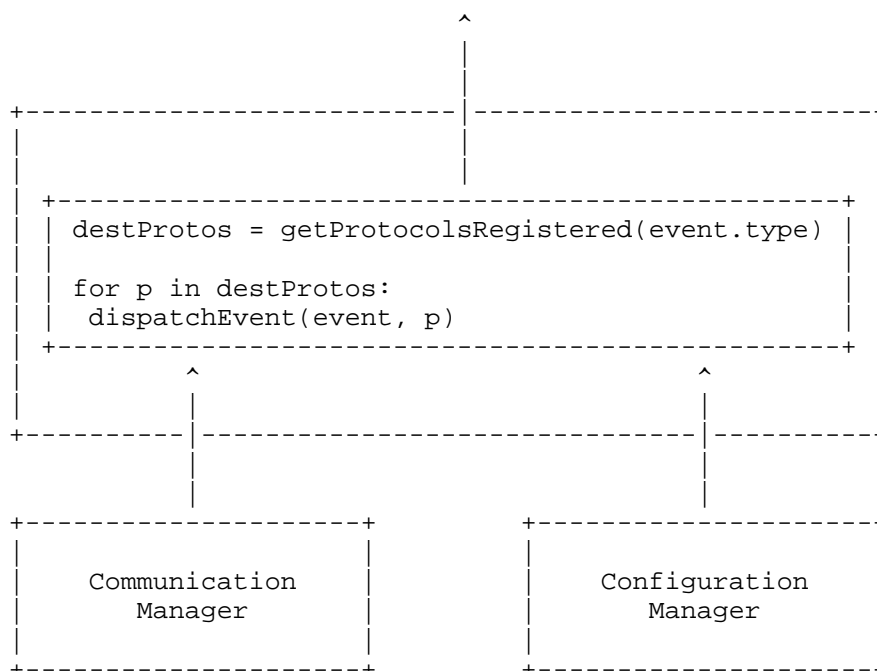 destProtos = getProtocolsRegistered(event.type)
for p in destProtos:
dispatchEvent(event, p)
Communication
Manager
Configuration
Manager